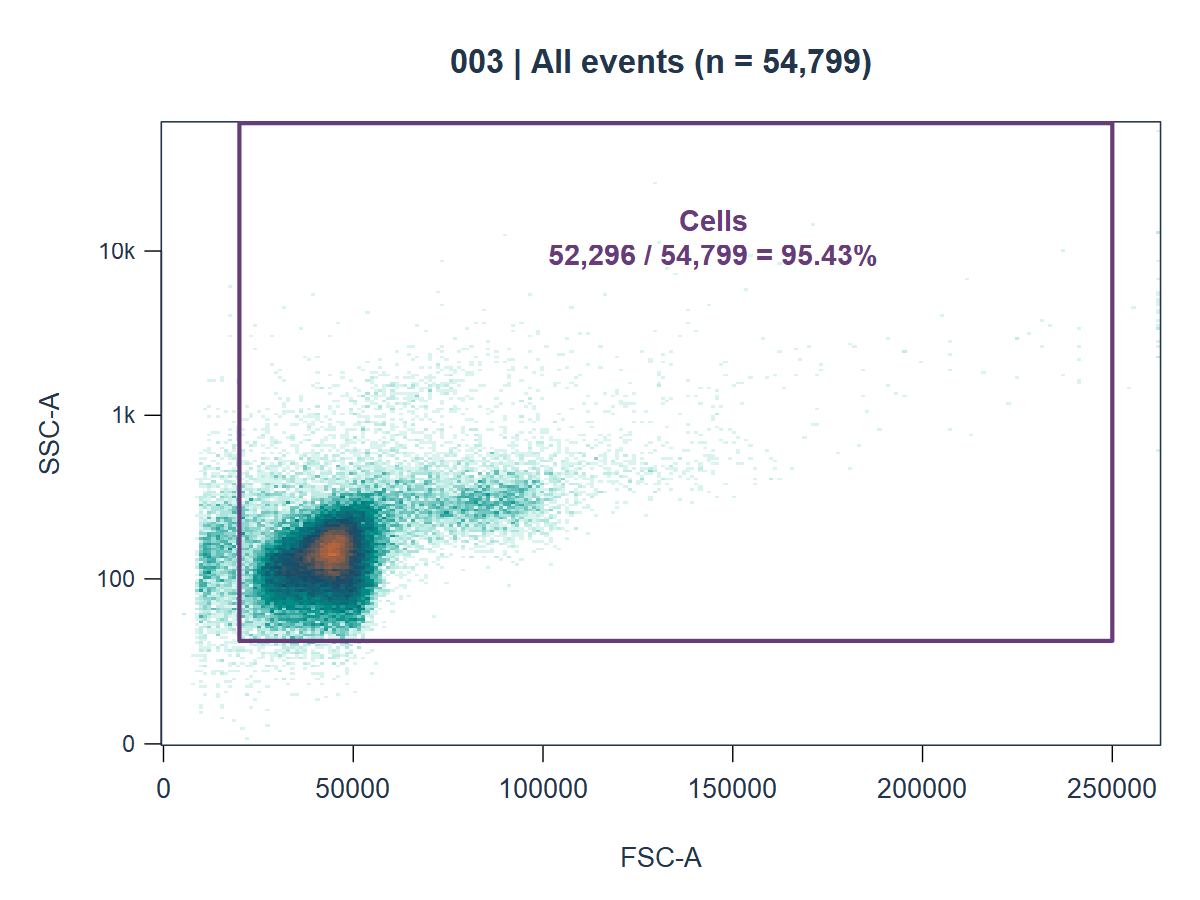 003 | All events (n = 54,799)
Cells
52,296 / 54,799 = 95.43%
10k
1k
100
0
SSC-A
0 50000 100000 150000 200000 250000
FSC-A